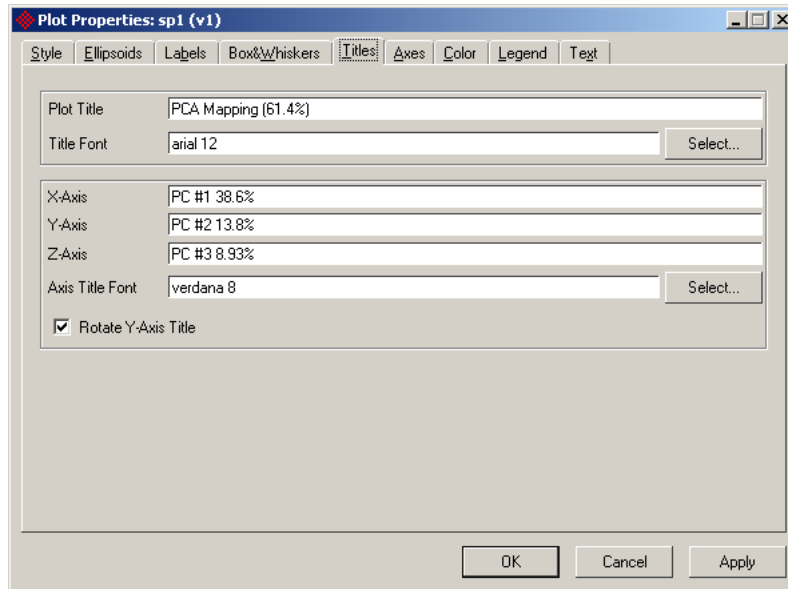 Plot Properties: sp1 (v1)
Style Ellipsoids Labels Box&Whiskers Titles Axes Color Legend Text
Plot Title PCA Mapping (61.4%)
Title Font arial 12 Select...
X-Axis PC #1 38.6%
Y-Axis PC #2 13.8%
Z-Axis PC #3 8.93%
Axis Title Font verdana 8 Select...
Rotate Y-Axis Title
OK Cancel Apply